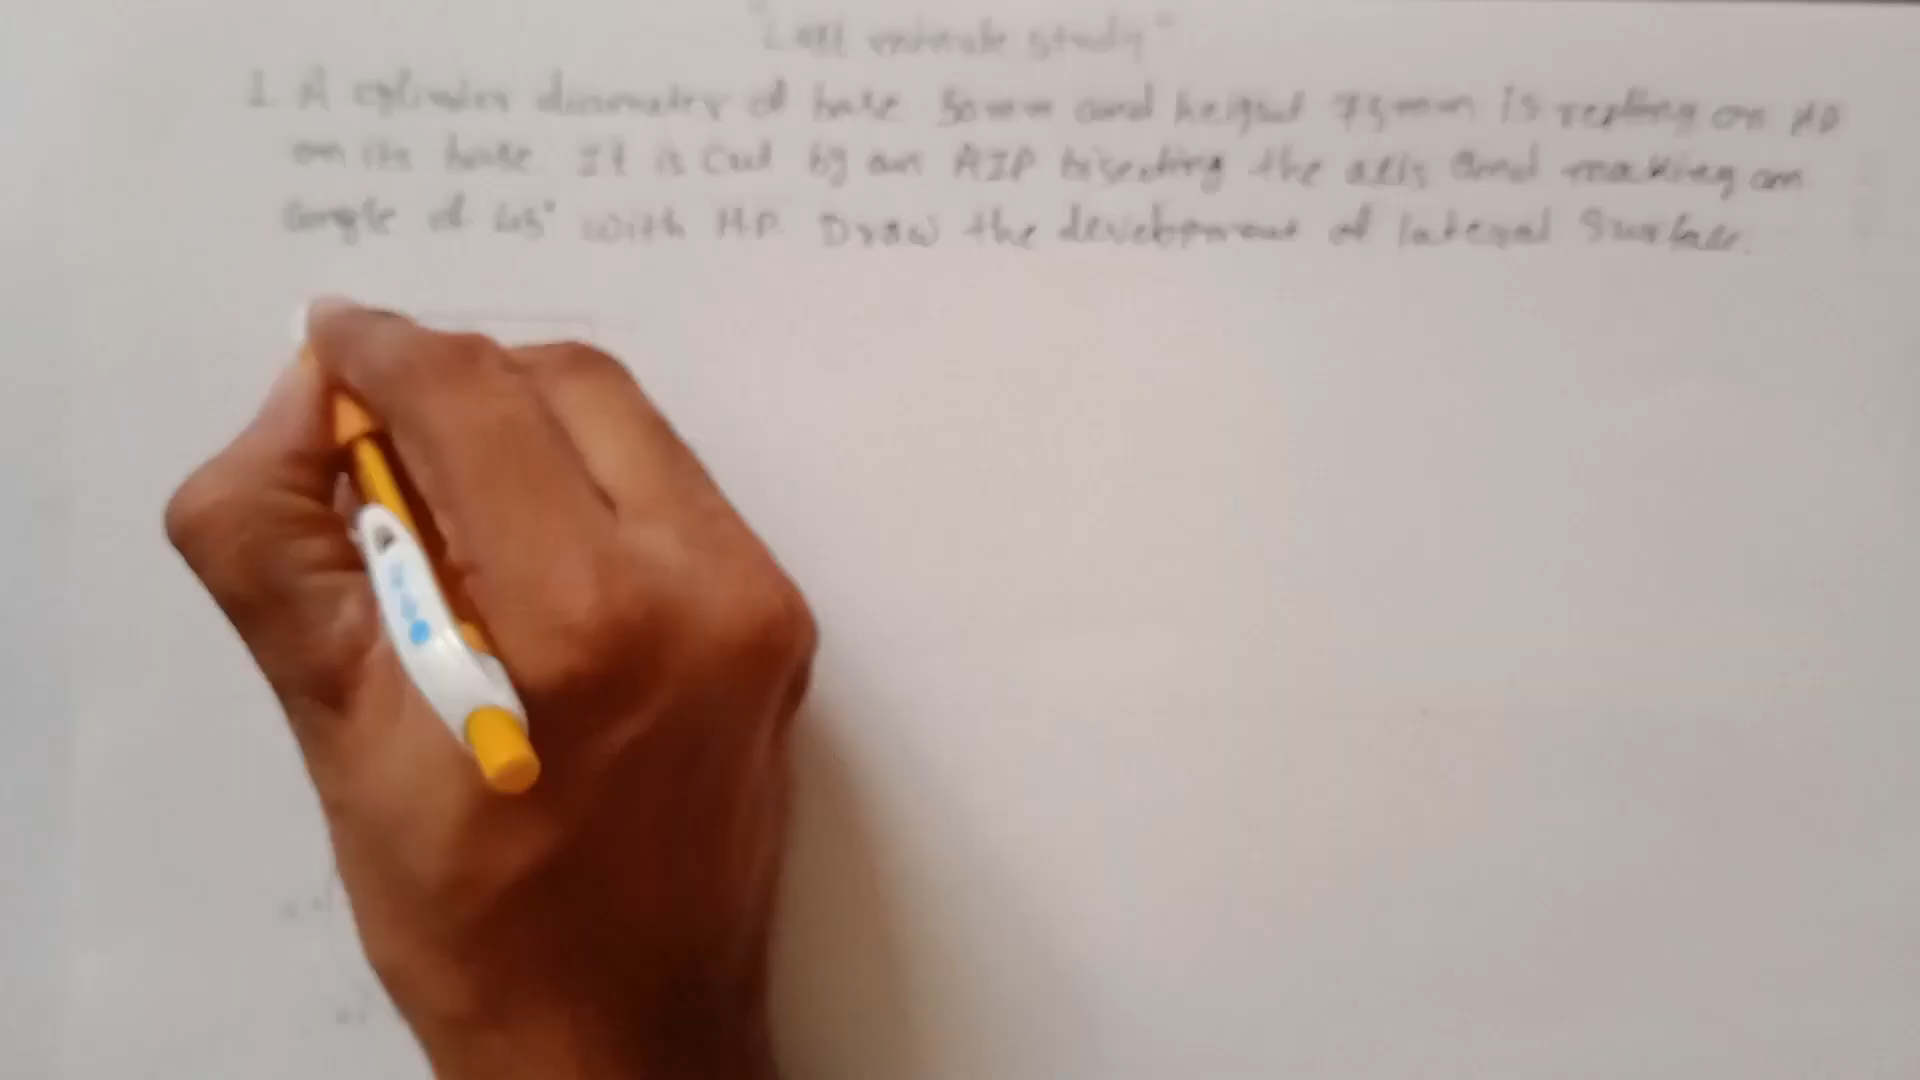 "Last minute study"
1. A cylinder diameter of base 50mm and height 75mm is resting on HP
on its base. It is cut by an AIP bisecting the axis and making an
angle of 45° with H.P. Draw the development of lateral Surface.